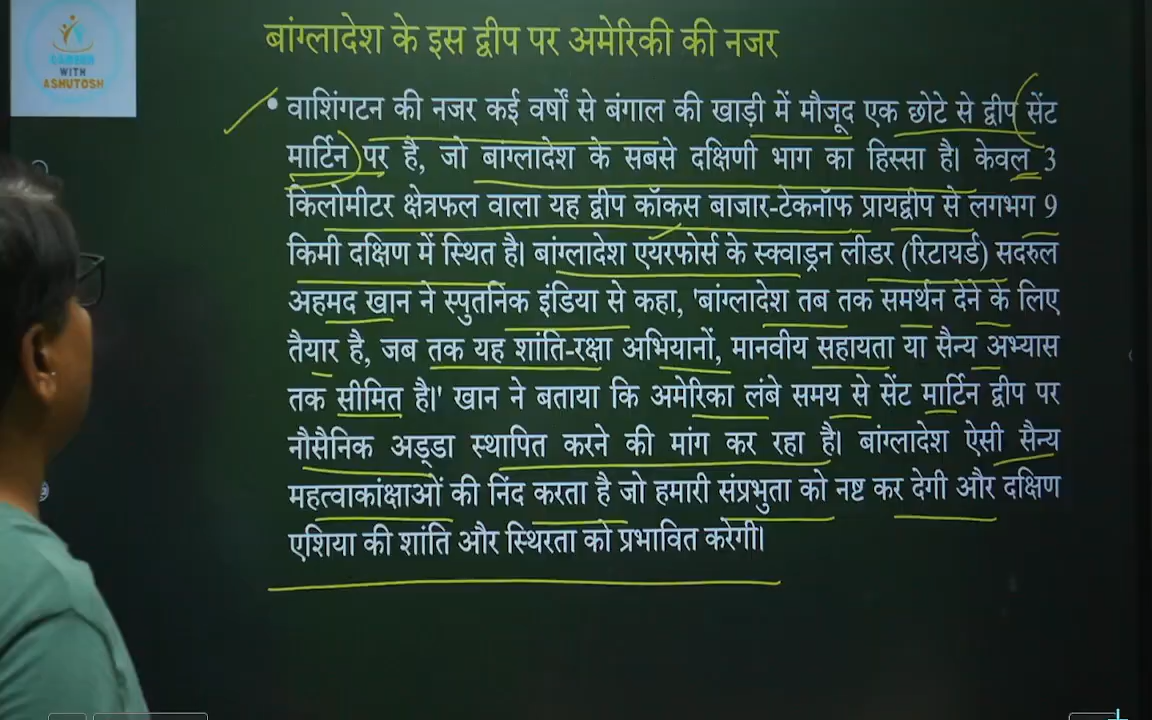 CAREER
WITH
ASHUTOSH
बांग्लादेश के इस द्वीप पर अमेरिकी की नजर
• वाशिंगटन की नजर कई वर्षों से बंगाल की खाड़ी में मौजूद एक छोटे से द्वीप सेंट
मार्टिन पर है, जो बांग्लादेश के सबसे दक्षिणी भाग का हिस्सा है। केवल 3
किलोमीटर क्षेत्रफल वाला यह द्वीप कॉकस बाजार-टेकनॉफ प्रायद्वीप से लगभग 9
किमी दक्षिण में स्थित है। बांग्लादेश एयरफोर्स के स्क्वाड्रन लीडर (रिटायर्ड) सदरुल
अहमद खान ने स्पुतनिक इंडिया से कहा, 'बांग्लादेश तब तक समर्थन देने के लिए
तैयार है, जब तक यह शांति-रक्षा अभियानों, मानवीय सहायता या सैन्य अभ्यास
तक सीमित है।' खान ने बताया कि अमेरिका लंबे समय से सेंट मार्टिन द्वीप पर
नौसैनिक अड्डा स्थापित करने की मांग कर रहा है। बांग्लादेश ऐसी सैन्य
महत्वाकांक्षाओं की निंद करता है जो हमारी संप्रभुता को नष्ट कर देगी और दक्षिण
एशिया की शांति और स्थिरता को प्रभावित करेगी।